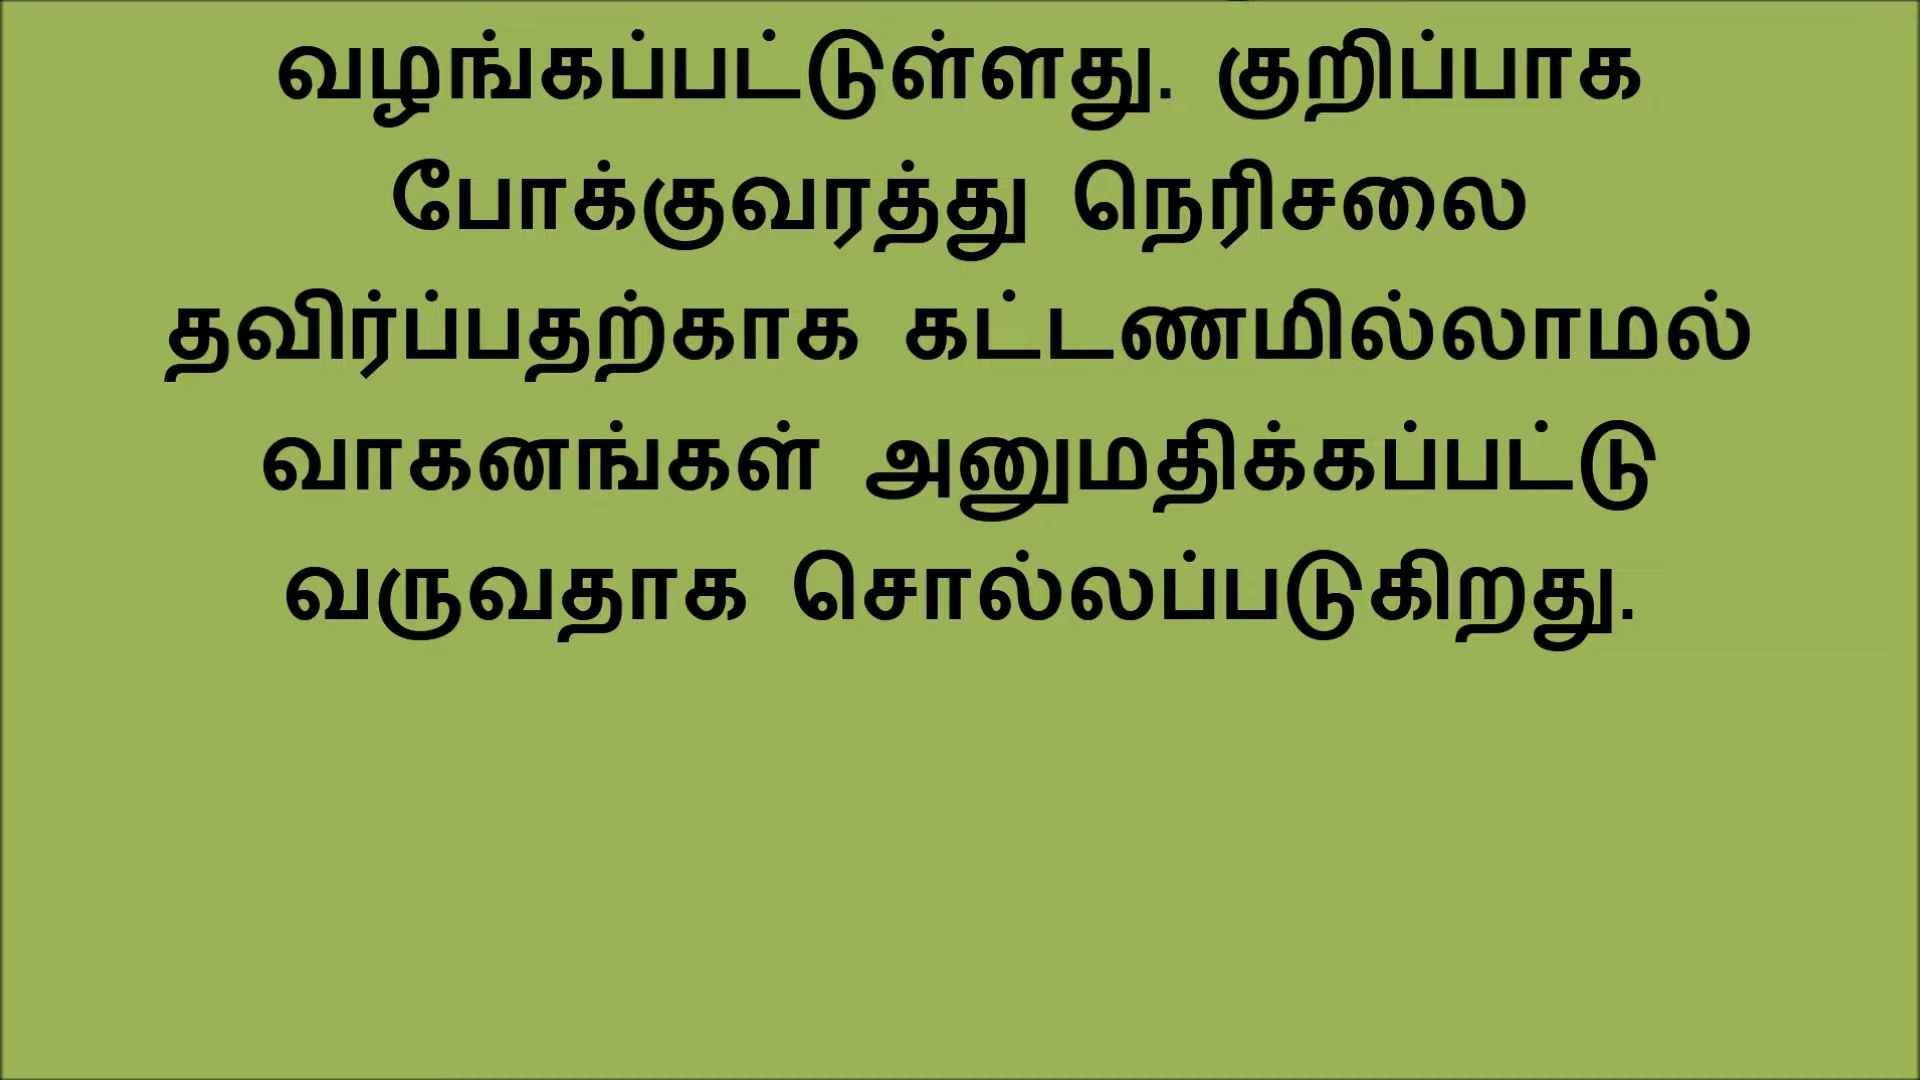 வழங்கப்பட்டுள்ளது. குறிப்பாக
போக்குவரத்து நெரிசலை
தவிர்ப்பதற்காக கட்டணமில்லாமல்
வாகனங்கள் அனுமதிக்கப்பட்டு
வருவதாக சொல்லப்படுகிறது.